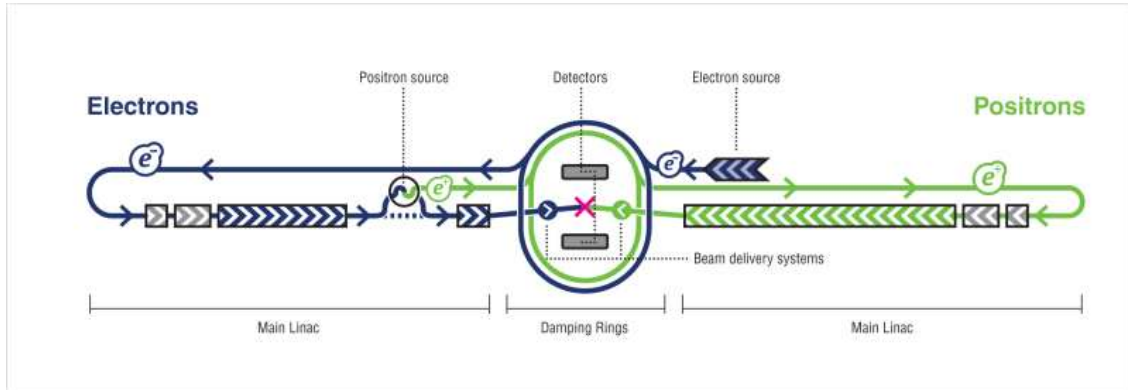 Positron source
Detectors
Electron source
Electrons
Positrons
e⁻
e⁺
e⁻
e⁺
Beam delivery systems
Main Linac
Damping Rings
Main Linac